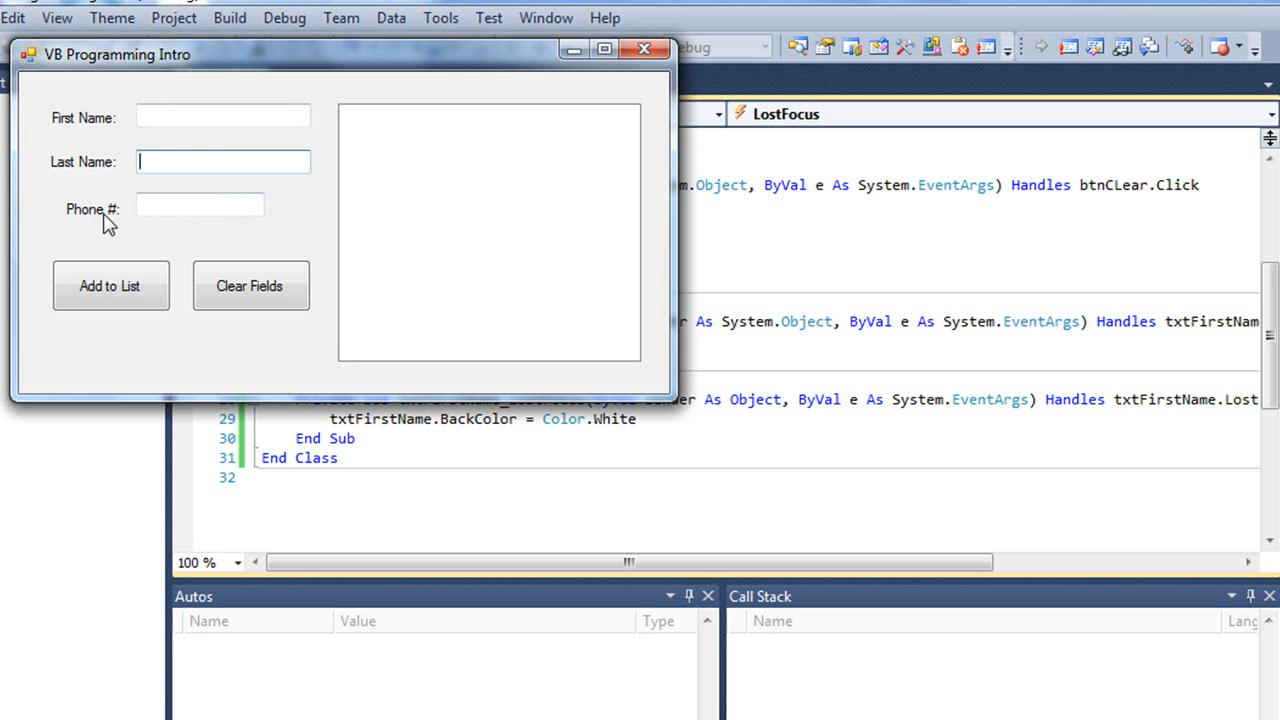 Edit View Theme Project Build Debug Team Data Tools Test Window Help
VB Programming Intro
First Name:
Last Name:
Phone #:
Add to List Clear Fields
LostFocus
m.Object, ByVal e As System.EventArgs) Handles btnCLear.Click
r As System.Object, ByVal e As System.EventArgs) Handles txtFirstNam
As Object, ByVal e As System.EventArgs) Handles txtFirstName.Lost
29 txtFirstName.BackColor = Color.White
30 End Sub
31 End Class
32
100 %
Autos
Name Value Type
Call Stack
Name Lang